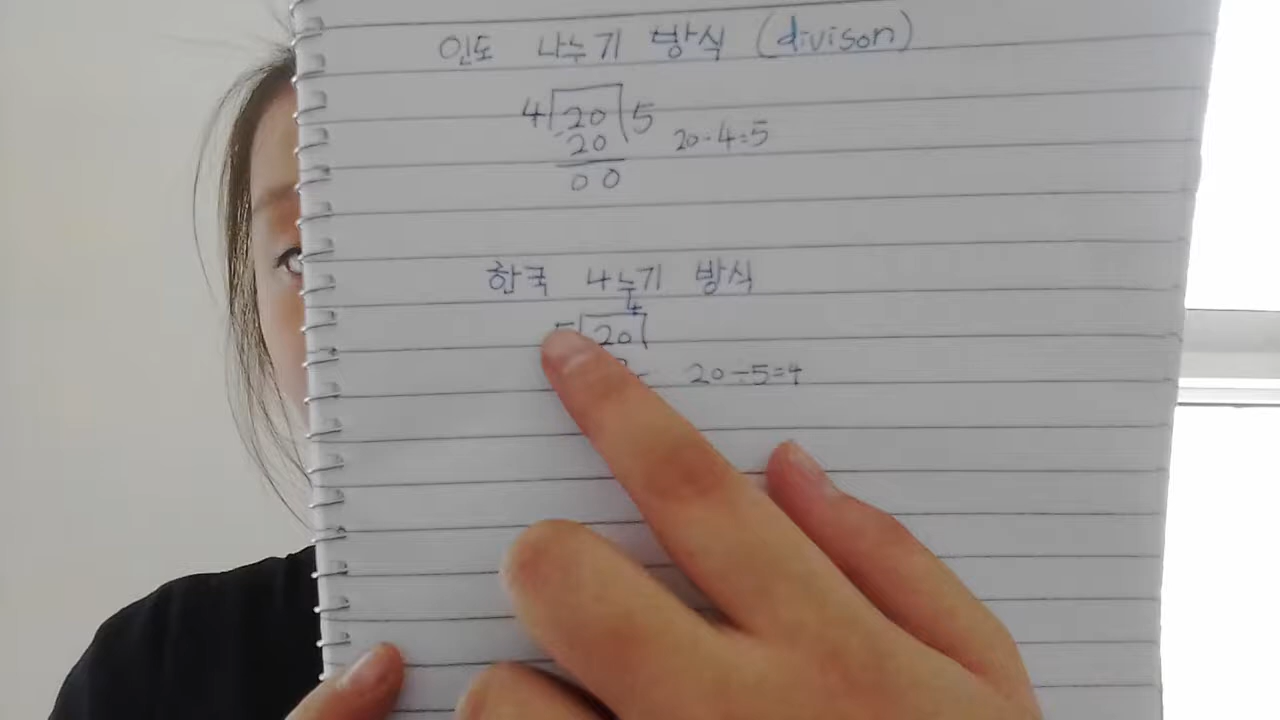 인도 나누기 방식 (divison)
4 20 5
20 20÷4=5
00
한국 나누기 방식
4
5 20
20÷5=4